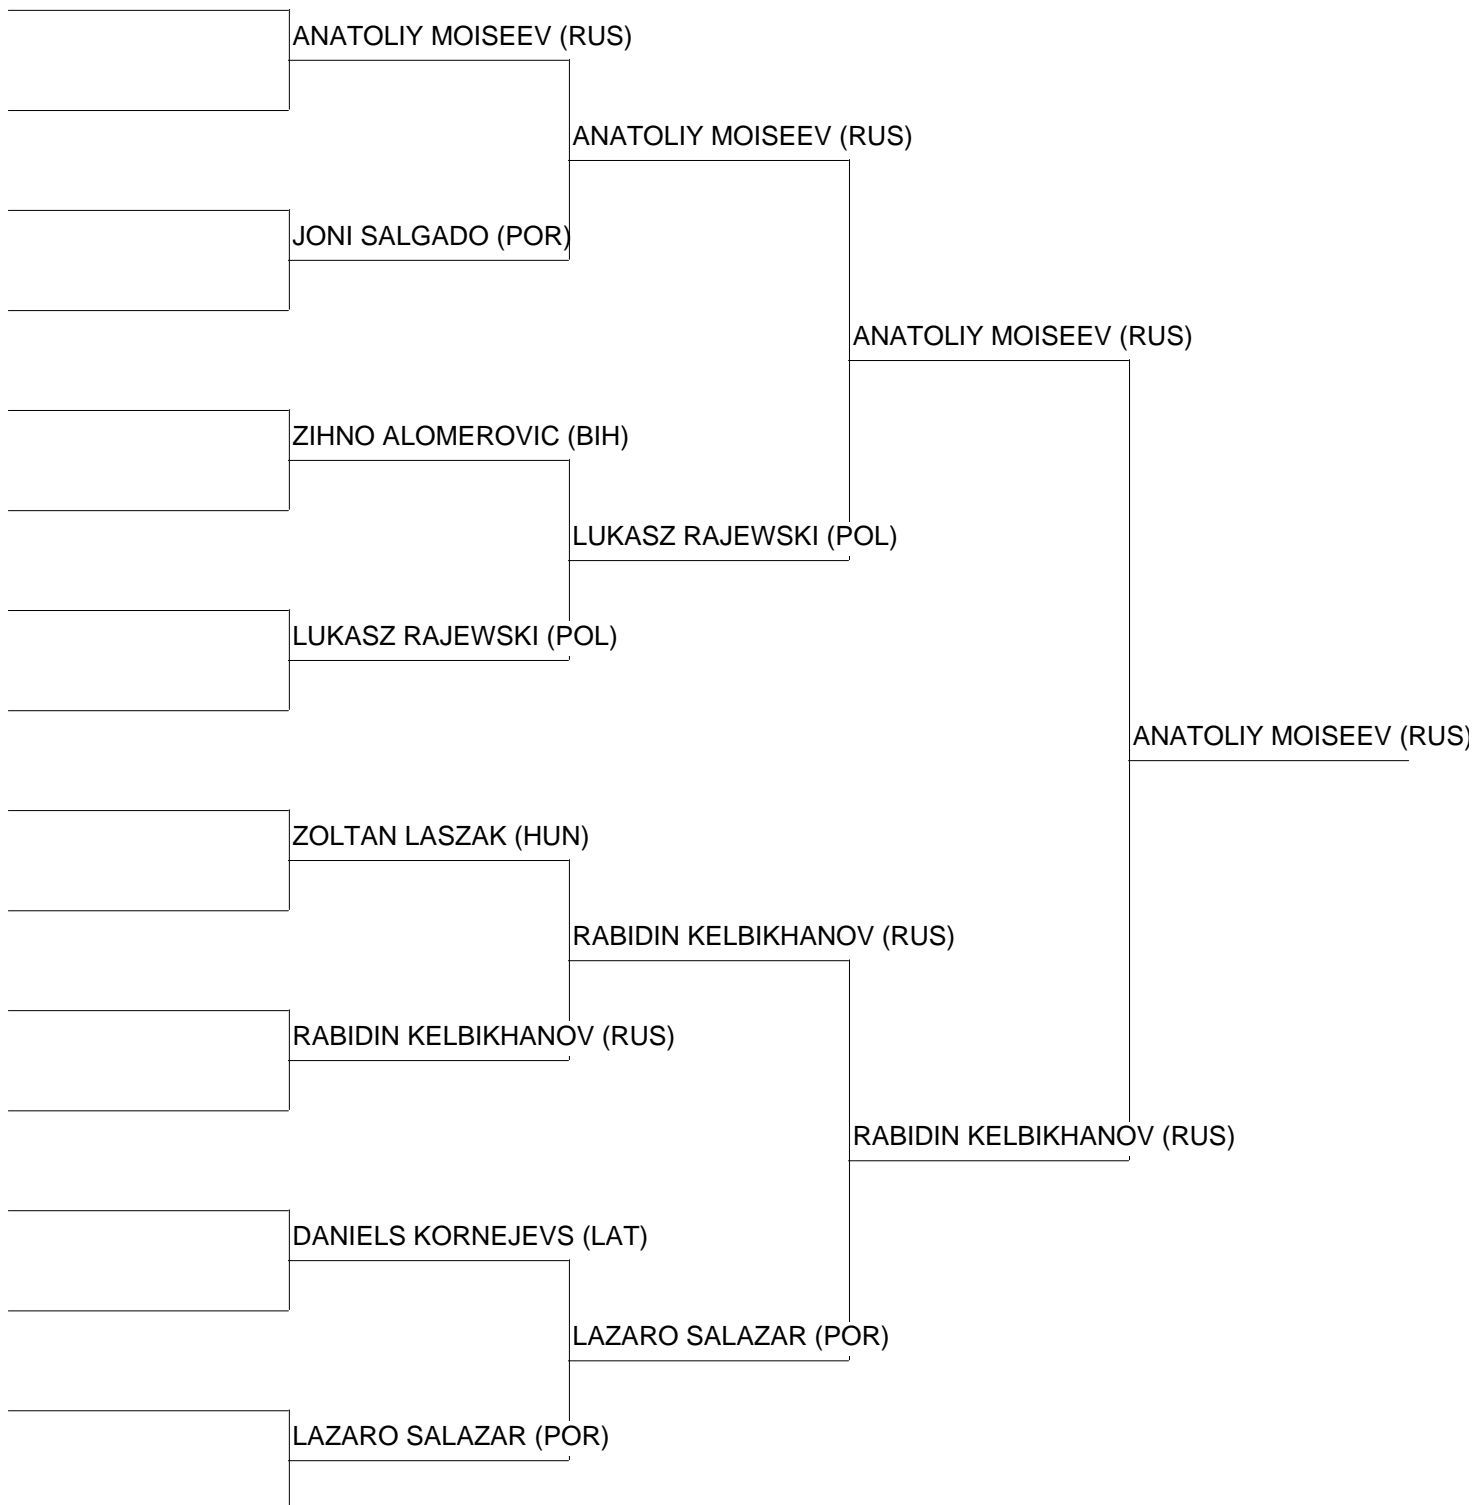 ANATOLIY MOISEEV (RUS)
ANATOLIY MOISEEV (RUS)
JONI SALGADO (POR)
ANATOLIY MOISEEV (RUS)
ZIHNO ALOMEROVIC (BIH)
LUKASZ RAJEWSKI (POL)
LUKASZ RAJEWSKI (POL)
ANATOLIY MOISEEV (RUS)
ZOLTAN LASZAK (HUN)
RABIDIN KELBIKHANOV (RUS)
RABIDIN KELBIKHANOV (RUS)
RABIDIN KELBIKHANOV (RUS)
DANIELS KORNEJEVS (LAT)
LAZARO SALAZAR (POR)
LAZARO SALAZAR (POR)